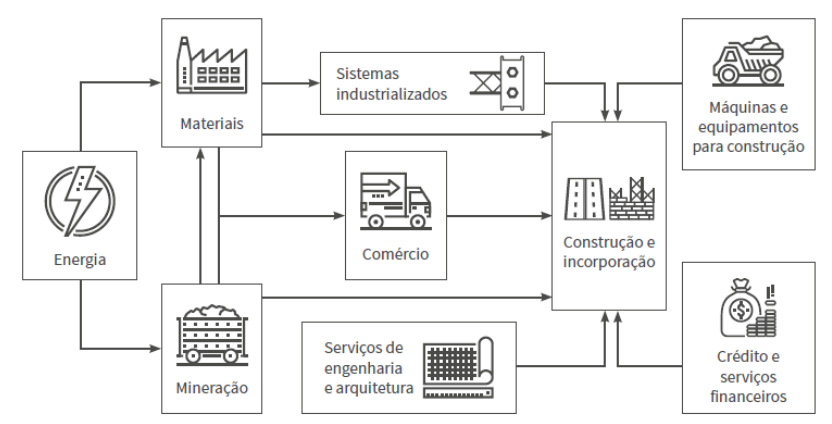 Materiais
Sistemas
industrializados
Máquinas e
equipamentos
para construção
Energia
Comércio
Construção e
incorporação
Mineração
Serviços de
engenharia
e arquitetura
Crédito e
serviços
financeiros